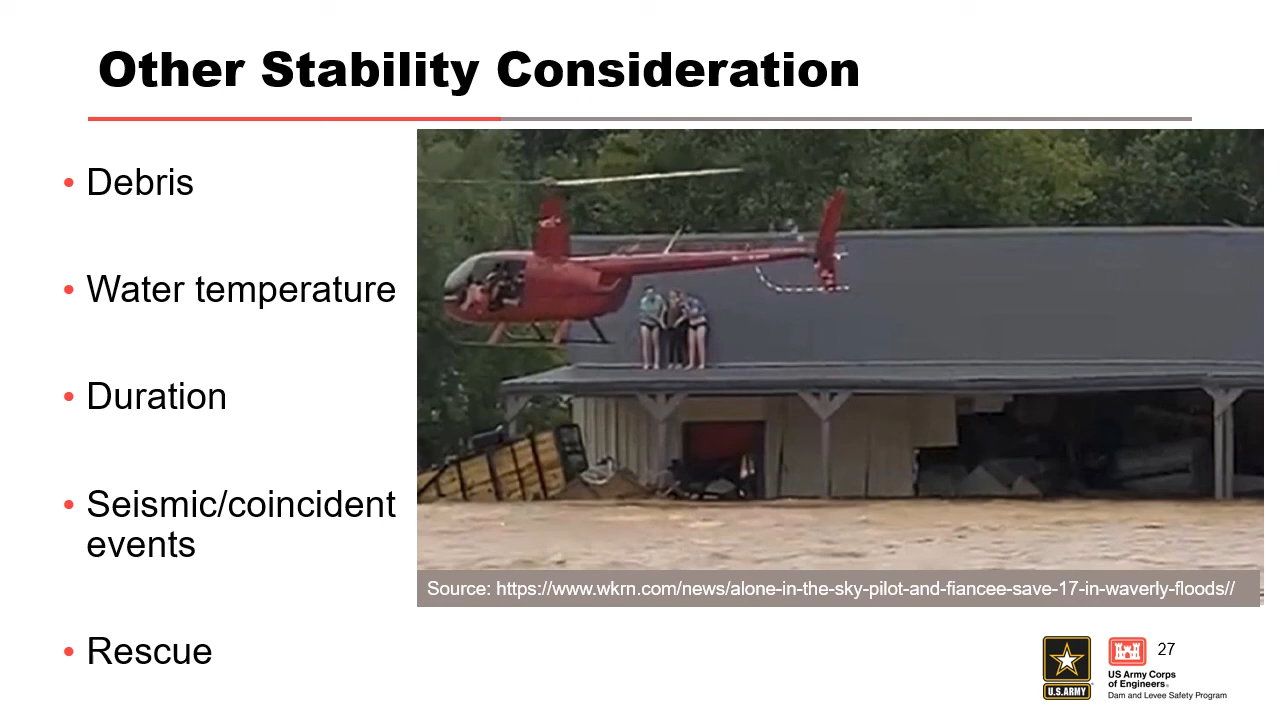 Other Stability Consideration
• Debris
• Water temperature
• Duration
• Seismic/coincident
events
• Rescue
Source: https://www.wkrn.com/news/alone-in-the-sky-pilot-and-fiancee-save-17-in-waverly-floods//
U.S.ARMY
27
US Army Corps
of Engineers®
Dam and Levee Safety Program